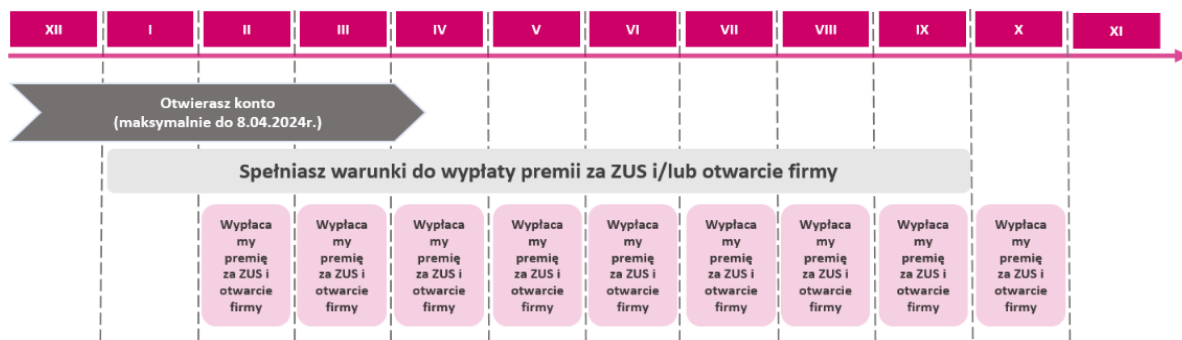 XII I II III IV V VI VII VIII IX X XI
Otwierasz konto
(maksymalnie do 8.04.2024r.)
Spełniasz warunki do wypłaty premii za ZUS i/lub otwarcie firmy
Wypłaca
my
premię
za ZUS i
otwarcie
firmy
Wypłaca
my
premię
za ZUS i
otwarcie
firmy
Wypłaca
my
premię
za ZUS i
otwarcie
firmy
Wypłaca
my
premię
za ZUS i
otwarcie
firmy
Wypłaca
my
premię
za ZUS i
otwarcie
firmy
Wypłaca
my
premię
za ZUS i
otwarcie
firmy
Wypłaca
my
premię
za ZUS i
otwarcie
firmy
Wypłaca
my
premię
za ZUS i
otwarcie
firmy
Wypłaca
my
premię
za ZUS i
otwarcie
firmy